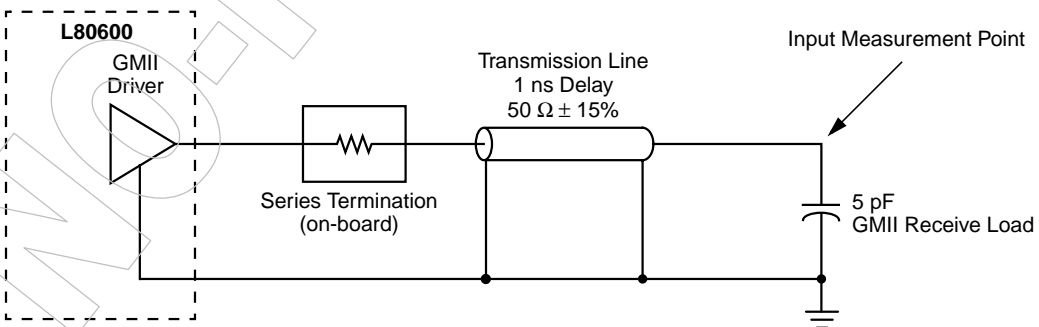 L80600
GMII
Driver
Series Termination
(on-board)
Transmission Line
1 ns Delay
50 Ω ± 15%
Input Measurement Point
5 pF
GMII Receive Load